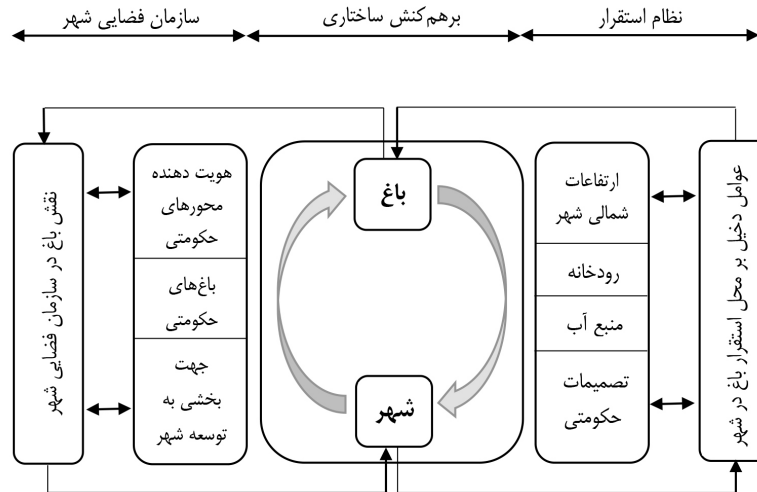 نظام استقرار
برهم‌کنش ساختاری
سازمان فضایی شهر
عوامل دخیل بر محل استقرار باغ در شهر
ارتفاعات
شمالی شهر
رودخانه
منبع آب
تصمیمات
حکومتی
باغ
شهر
هویت دهنده
محورهای
حکومتی
باغ‌های
حکومتی
جهت
بخشی به
توسعه شهر
نقش باغ در سازمان فضایی شهر